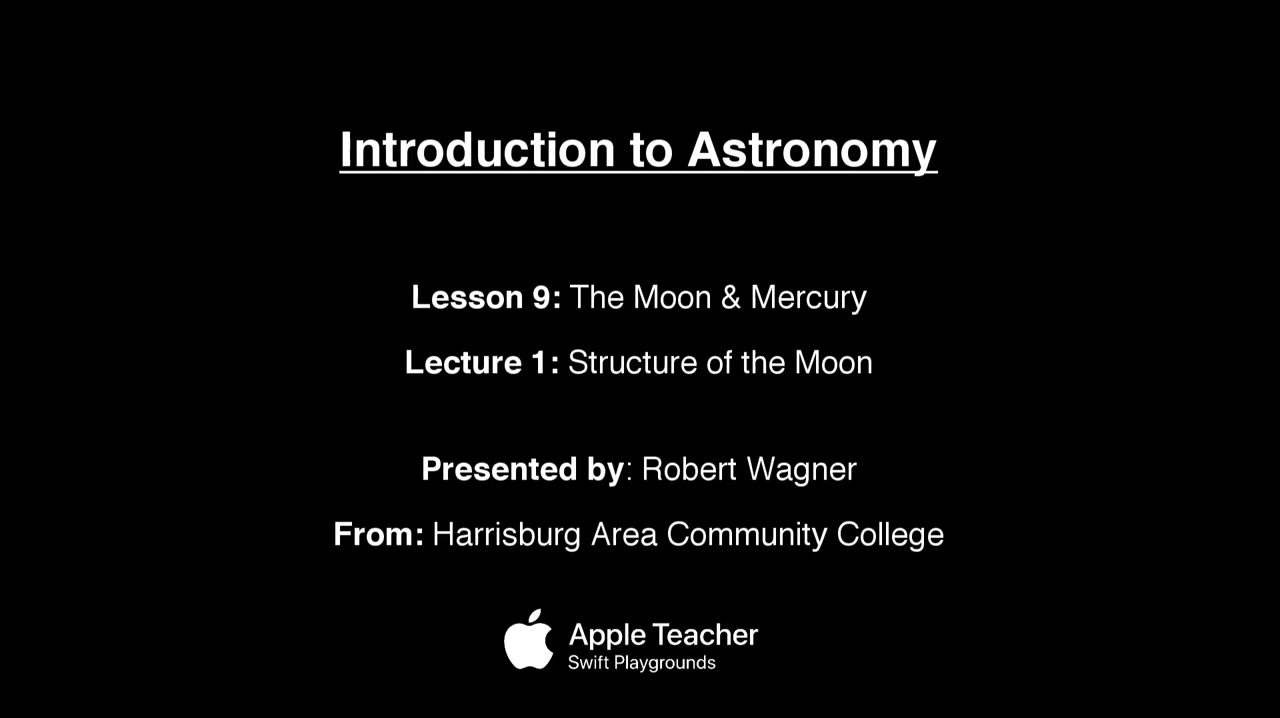 Introduction to Astronomy
Lesson 9: The Moon & Mercury
Lecture 1: Structure of the Moon
Presented by: Robert Wagner
From: Harrisburg Area Community College
Apple Teacher
Swift Playgrounds